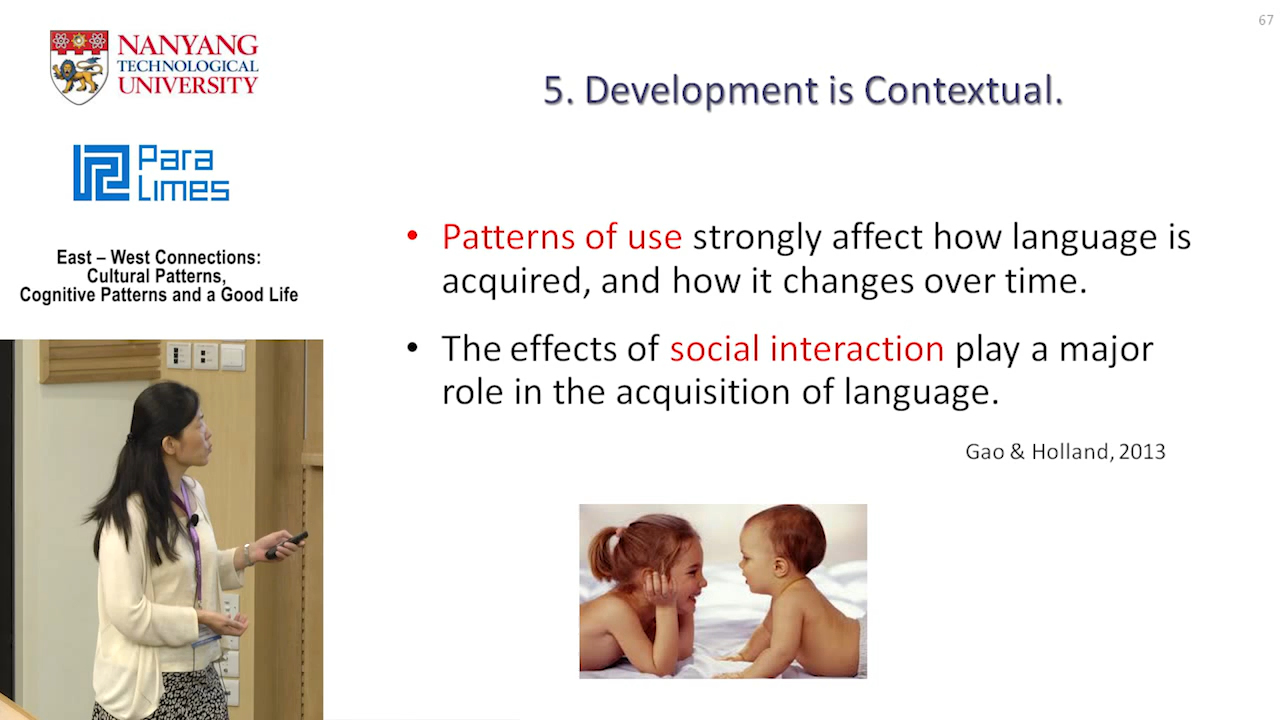 67
NANYANG
TECHNOLOGICAL
UNIVERSITY
5. Development is Contextual.
Para
Limes
East – West Connections:
Cultural Patterns,
Cognitive Patterns and a Good Life
• Patterns of use strongly affect how language is
acquired, and how it changes over time.
• The effects of social interaction play a major
role in the acquisition of language.
Gao & Holland, 2013